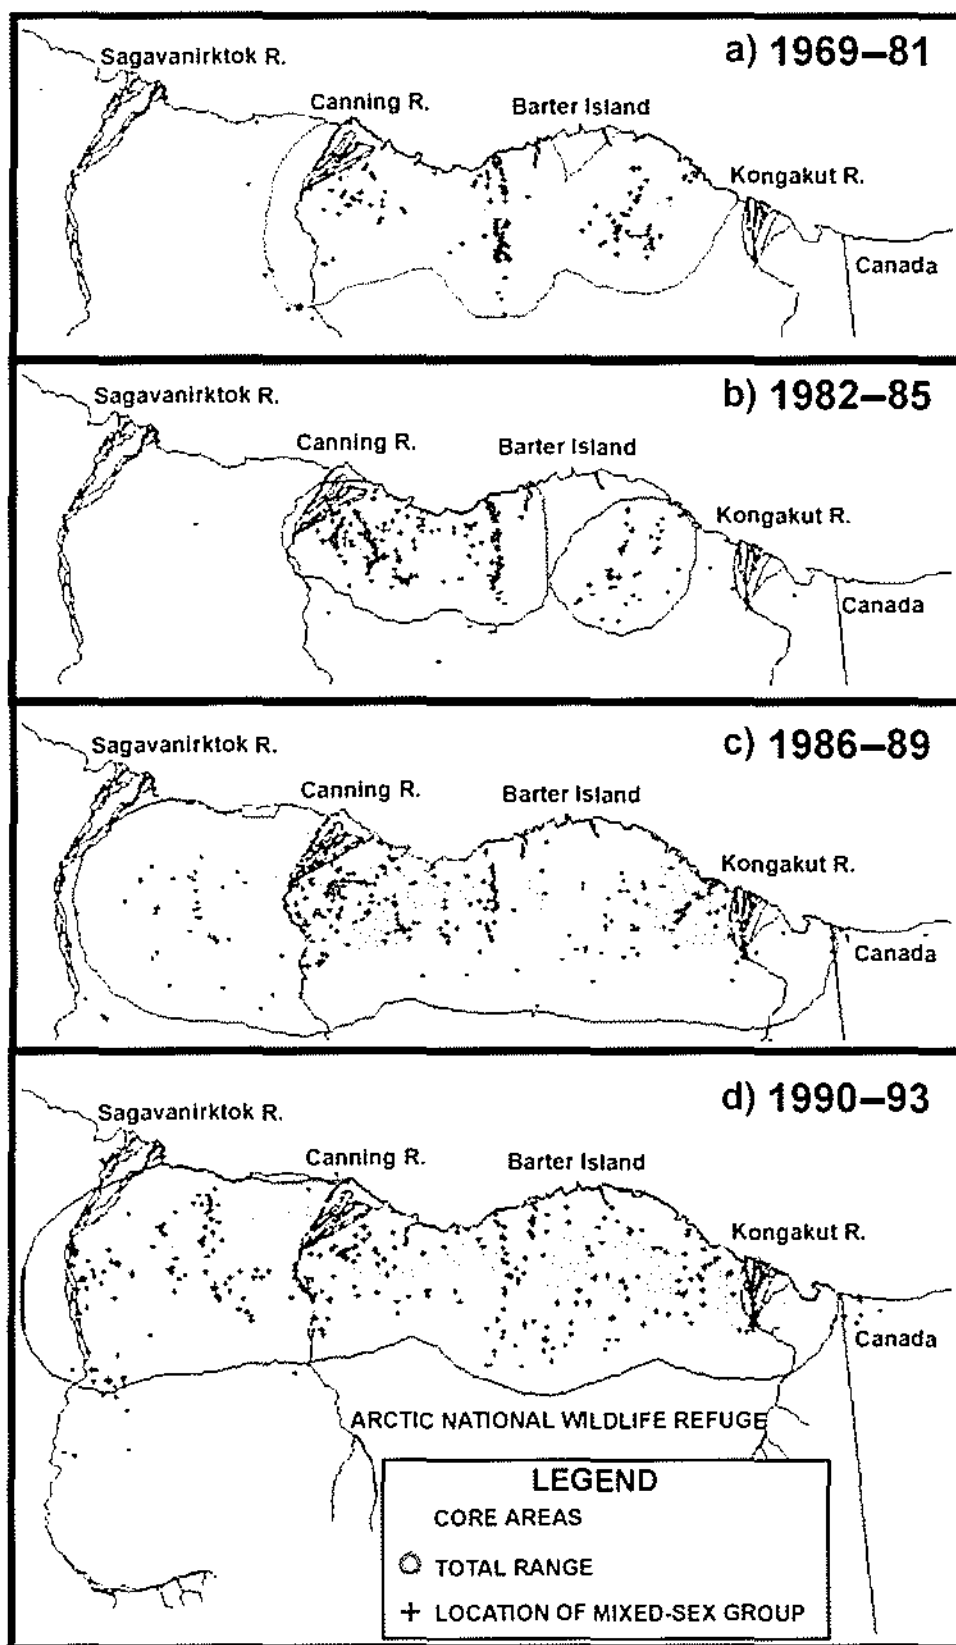 a) 1969–81
Sagavanirktok R.
Canning R.
Barter Island
Kongakut R.
Canada
b) 1982–85
Sagavanirktok R.
Canning R.
Barter Island
Kongakut R.
Canada
c) 1986–89
Sagavanirktok R.
Canning R.
Barter Island
Kongakut R.
Canada
d) 1990–93
Sagavanirktok R.
Canning R.
Barter Island
Kongakut R.
Canada
ARCTIC NATIONAL WILDLIFE REFUGE
LEGEND
CORE AREAS
TOTAL RANGE
LOCATION OF MIXED-SEX GROUP